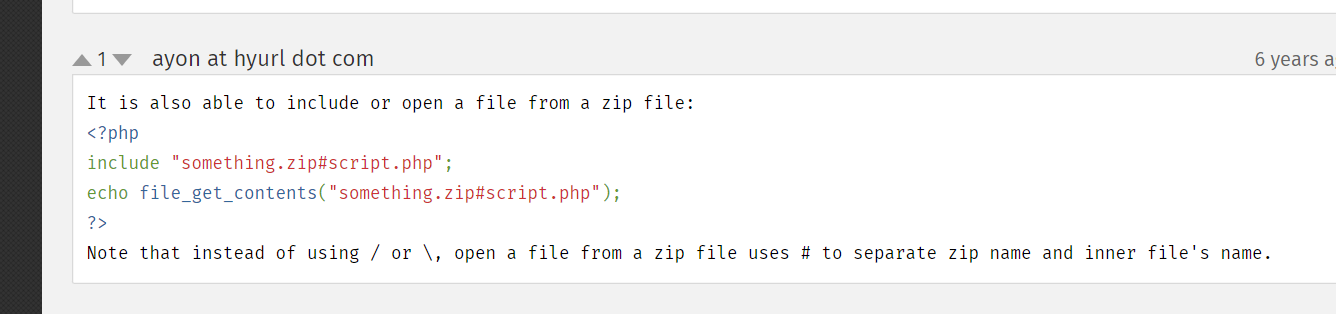 1 ayon at hyurl dot com 6 years
It is also able to include or open a file from a zip file:
<?php
include "something.zip#script.php";
echo file_get_contents("something.zip#script.php");
?>
Note that instead of using / or \, open a file from a zip file uses # to separate zip name and inner file's name.